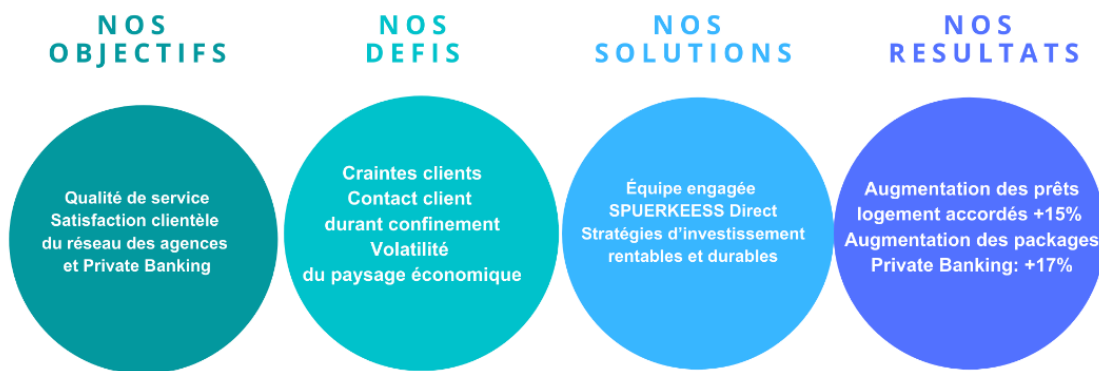 NOS
OBJECTIFS
Qualité de service
Satisfaction clientèle
du réseau des agences
et Private Banking
NOS
DEFIS
Craintes clients
Contact client
durant confinement
Volatilité
du paysage économique
NOS
SOLUTIONS
Équipe engagée
SPUERKEESS Direct
Stratégies d'investissement
rentables et durables
NOS
RESULTATS
Augmentation des prêts
logement accordés +15%
Augmentation des packages
Private Banking: +17%